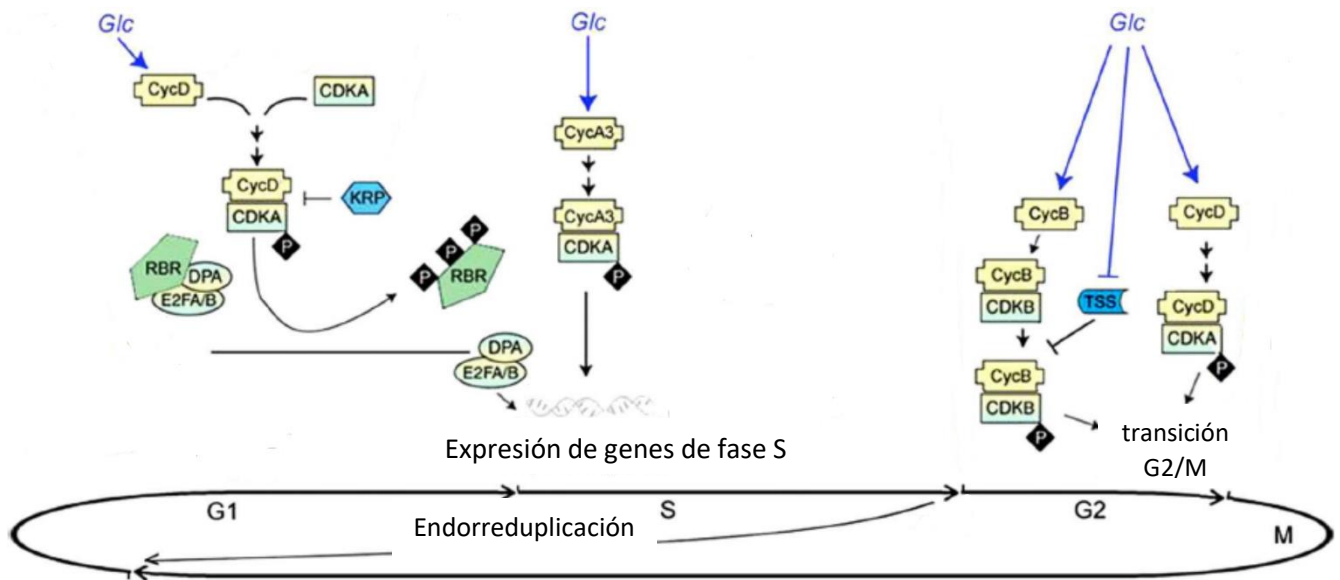 Glc
CycD
CDKA
CycD
CDKA
P
KRP
RBR
DPA
E2FA/B
P
P
P
RBR
DPA
E2FA/B
Glc
CycA3
CycA3
CDKA
P
Expresión de genes de fase S
Glc
CycB
CycB
CDKB
TSS
CycB
CDKB
P
CycD
CycD
CDKA
P
transición
G2/M
G1
S
G2
M
Endorreduplicación